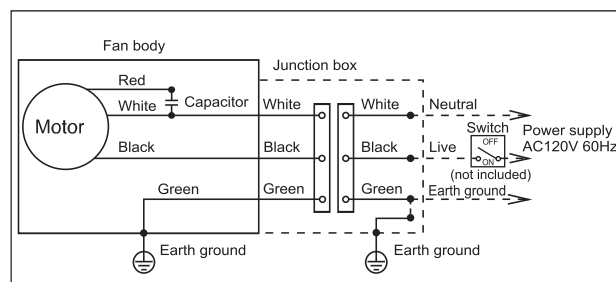 Fan body
Junction box
Red
White
Capacitor
White
White
Neutral
Switch
OFF
ON
(not included)
Power supply
AC120V 60Hz
Motor
Black
Black
Black
Live
Green
Green
Green
Earth ground
Earth ground
Earth ground